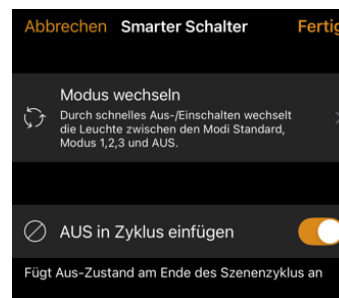 Abbrechen Smarter Schalter Fertig
Modus wechseln
Durch schnelles Aus-/Einschalten wechselt
die Leuchte zwischen den Modi Standard,
Modus 1,2,3 und AUS.
AUS in Zyklus einfügen
Fügt Aus-Zustand am Ende des Szenenzyklus an